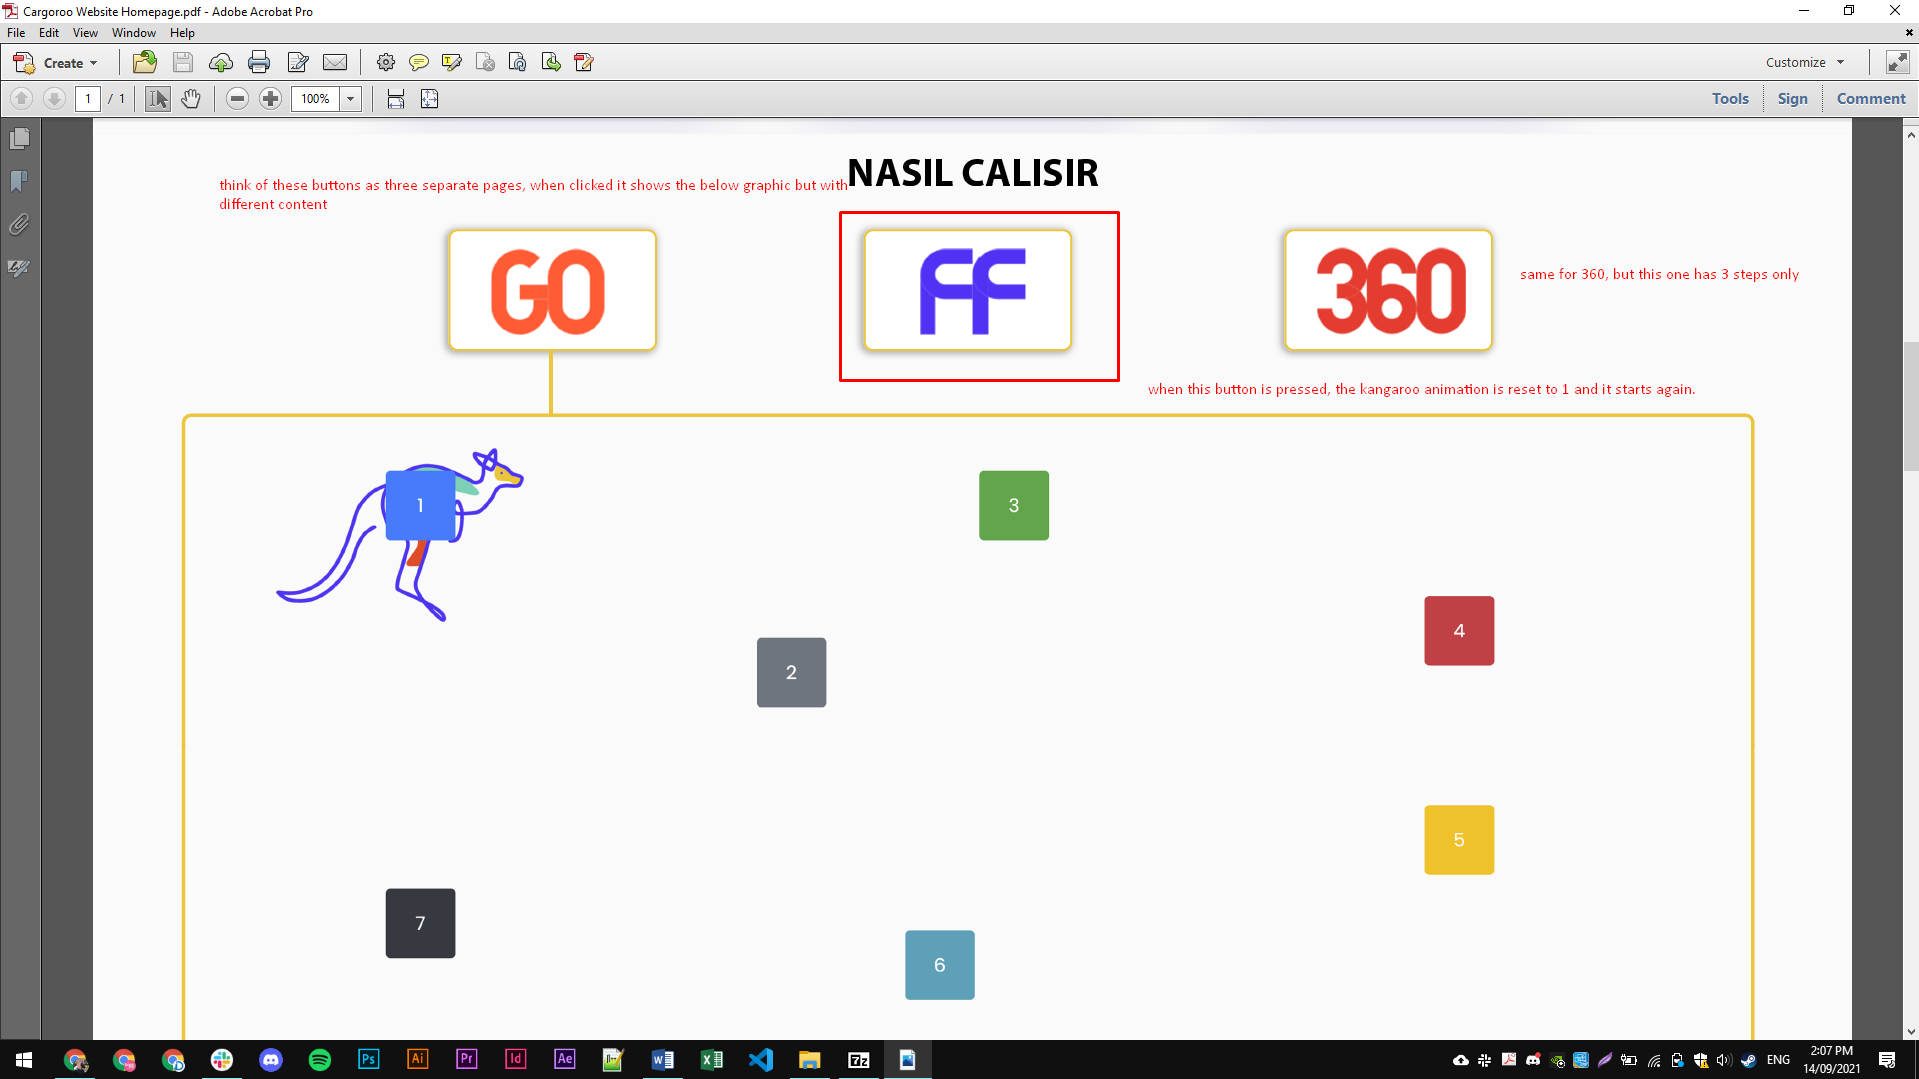 Cargoroo Website Homepage.pdf - Adobe Acrobat Pro
File Edit View Window Help
Create
Customize
1 / 1
100%
Tools Sign Comment
NASIL CALISIR
think of these buttons as three separate pages, when clicked it shows the below graphic but with
different content
GO
FF
360
same for 360, but this one has 3 steps only
when this button is pressed, the kangaroo animation is reset to 1 and it starts again.
1
3
4
2
5
7
6
Ps
Ai
Pr
Id
Ae
7z
ENG
2:07 PM
14/09/2021